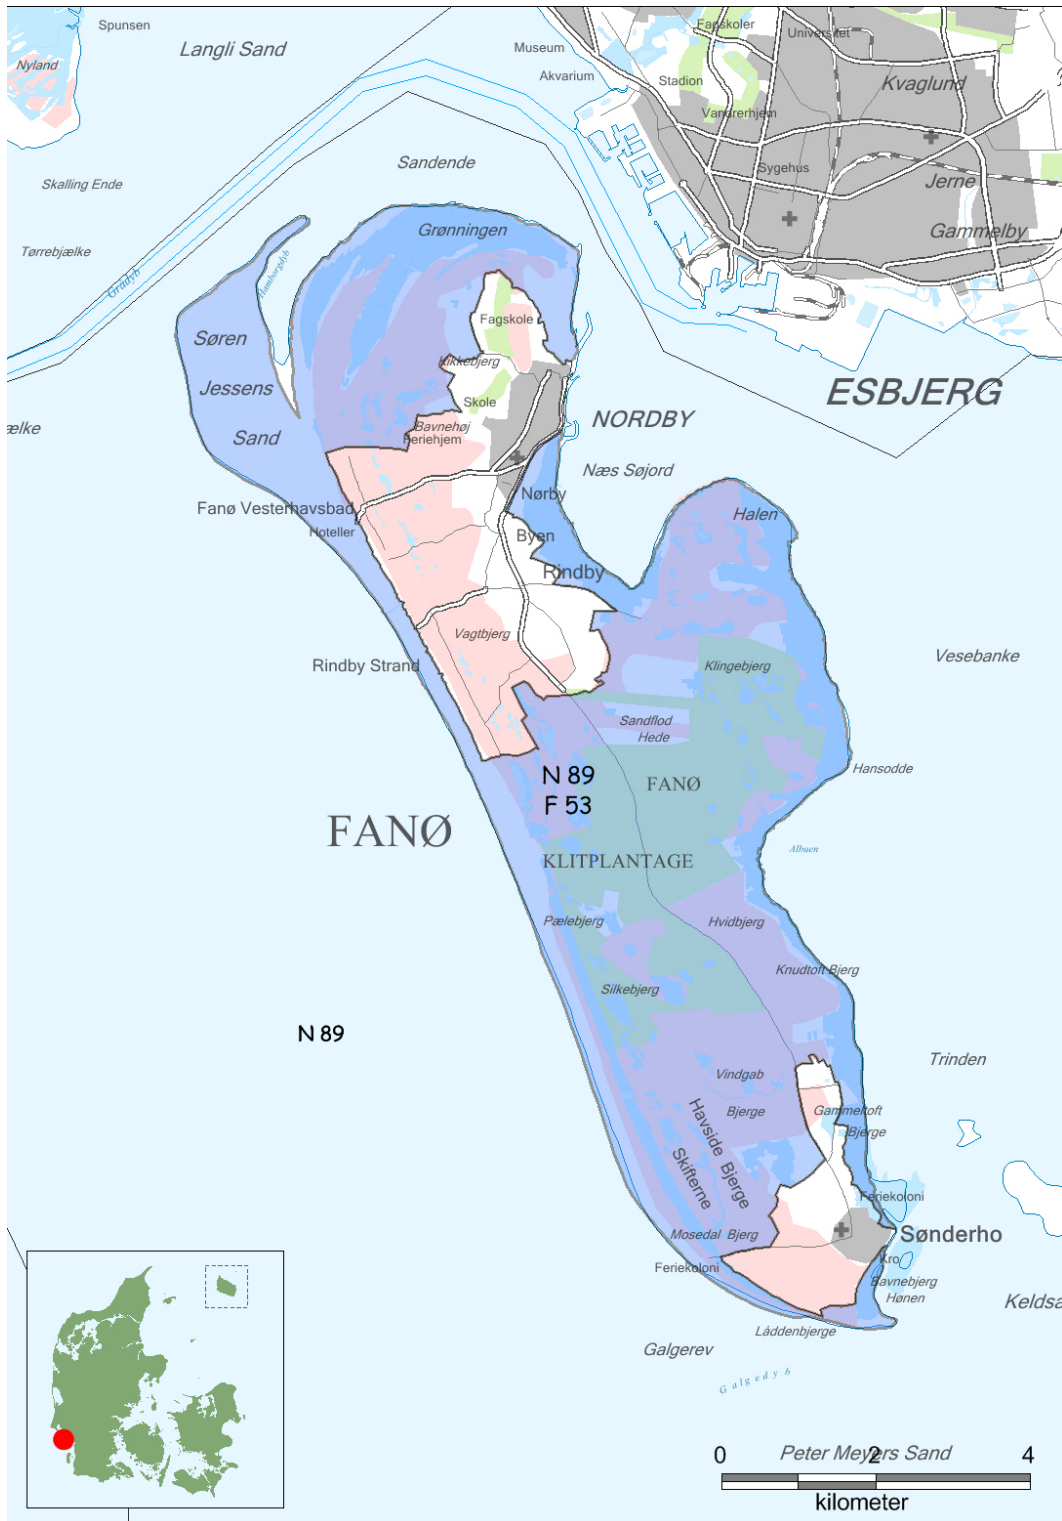 Spunsen
Langli Sand
Nyland
Museum
Akvarium
Fagskoler
Universitet
Stadion
Kvaglund
Vandrerhjem
Sygehus
Jerne
Gammelby
Sandende
Skalling Ende
Tørrebjælke
Grådyb
Hamborgdyb
Grønningen
Søren
Jessens
Sand
Fagskole
Kikkebjerg
Skole
Bavnehøj
Feriehjem
ESBJERG
NORDBY
ælke
Næs Søjord
Fanø Vesterhavsbad
Hoteller
Nørby
Byen
Rindby
Halen
Vagtbjerg
Rindby Strand
Klingebjerg
Vesebanke
Sandflod
Hede
Hansodde
N 89
F 53
FANØ
FANØ
KLITPLANTAGE
Albuen
Pælebjerg
Hvidbjerg
Knudtoft Bjerg
Silkebjerg
N 89
Trinden
Vindgab
Bjerge
Gammeltoft
Bjerge
Havside Bjerge
Skifterne
Feriekoloni
Mosedal Bjerg
Sønderho
Feriekoloni
Kro
Bavnebjerg
Hønen
Keldsa
Låddenbjerge
Galgerev
Galgedyb
Peter Meyers Sand
0 2 4
kilometer